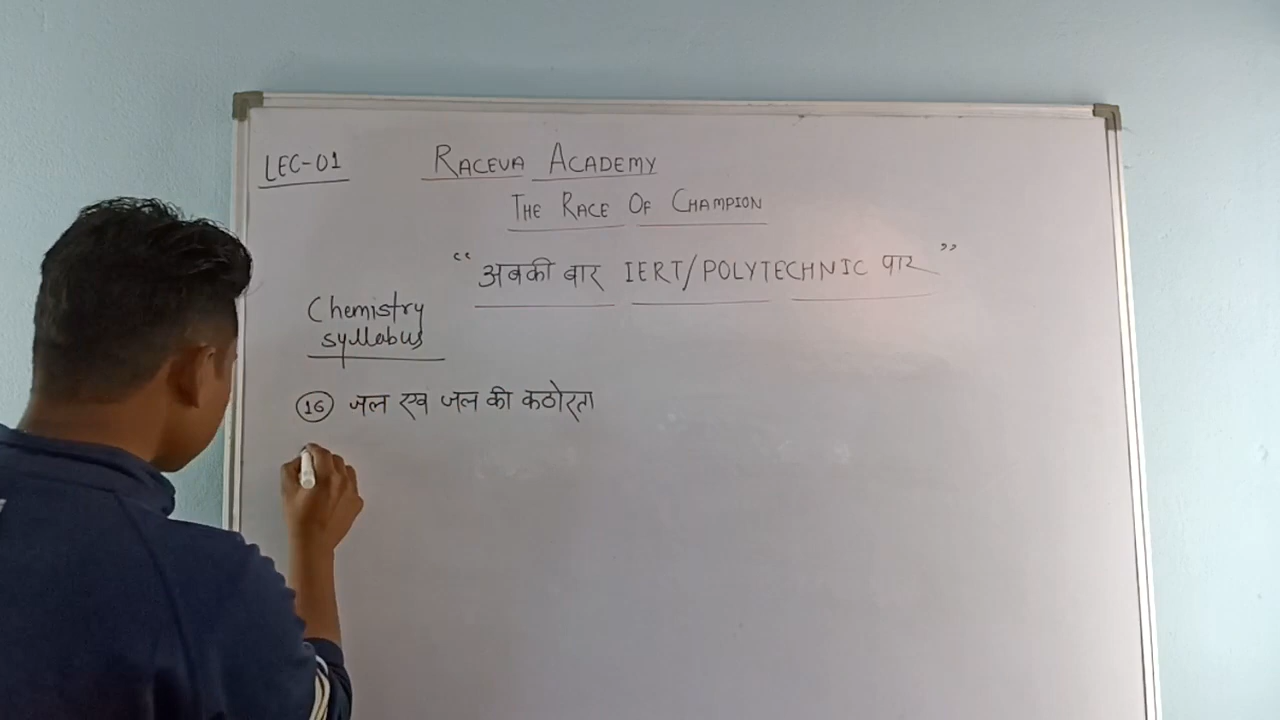 LEC-01
RACEVA ACADEMY
THE RACE OF CHAMPION
“ अबकी बार IERT/POLYTECHNIC पार ”
Chemistry
syllabus
16 जल एवं जल की कठोरता